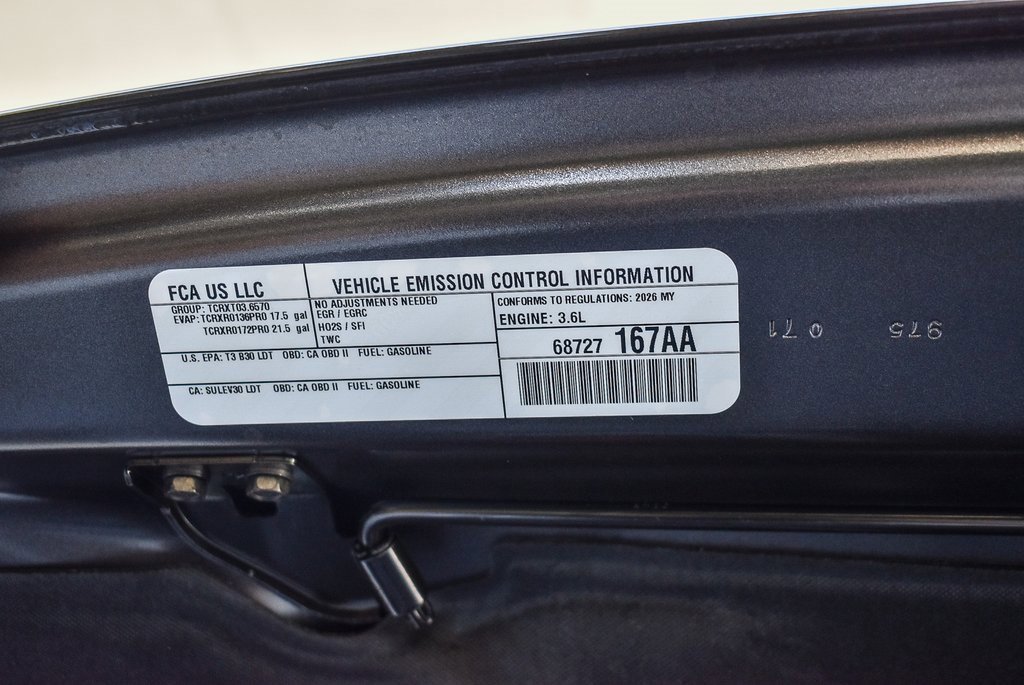 FCA US LLC
VEHICLE EMISSION CONTROL INFORMATION
GROUP: TCRXT03.6570
EVAP: TCRXR0136PR0 17.5 gal
TCRXR0172PR0 21.5 gal
NO ADJUSTMENTS NEEDED
EGR / EGRC
HO2S / SFI
TWC
CONFORMS TO REGULATIONS: 2026 MY
ENGINE: 3.6L
U.S. EPA: T3 B30 LDT OBD: CA OBD II FUEL: GASOLINE
68727 167AA
CA: SULEV30 LDT OBD: CA OBD II FUEL: GASOLINE
975 071